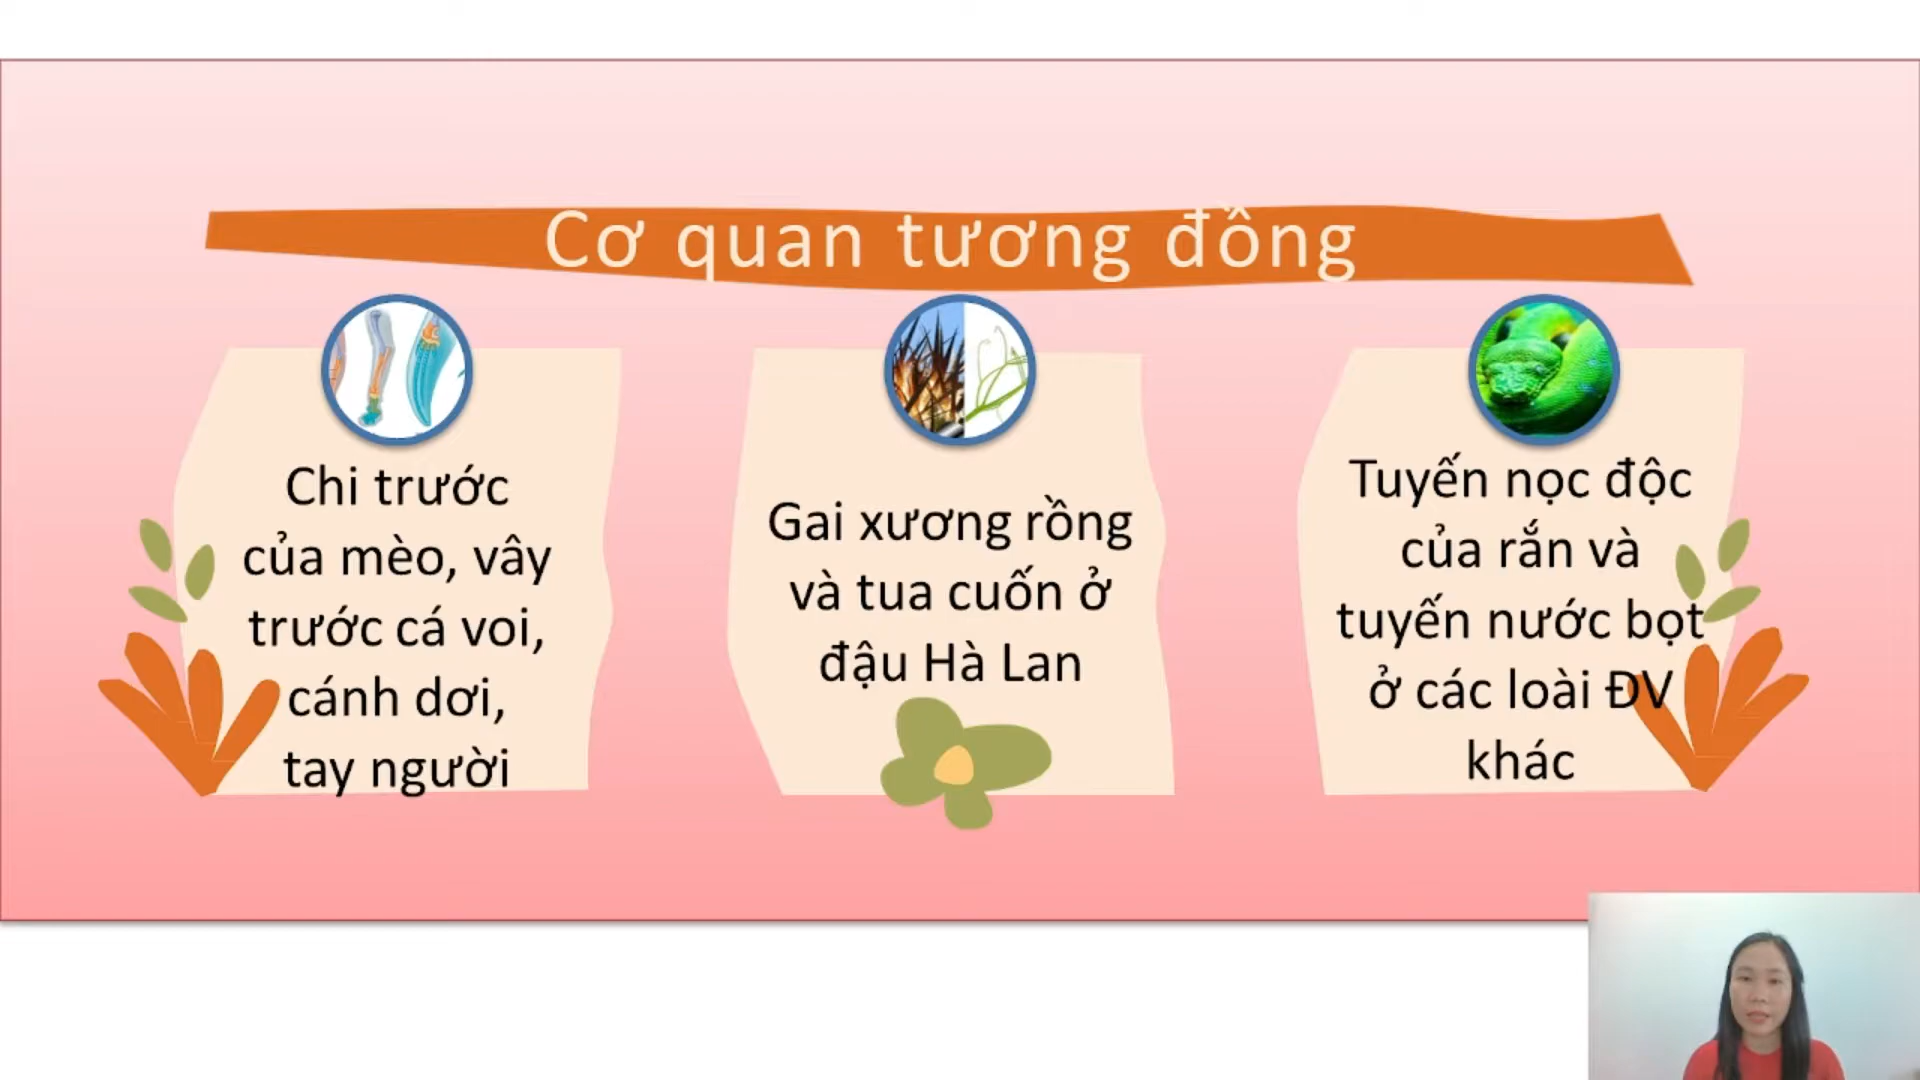 Cơ quan tương đồng
Chi trước
của mèo, vây
trước cá voi,
cánh dơi,
tay người
Gai xương rồng
và tua cuốn ở
đậu Hà Lan
Tuyến nọc độc
của rắn và
tuyến nước bọt
ở các loài ĐV
khác